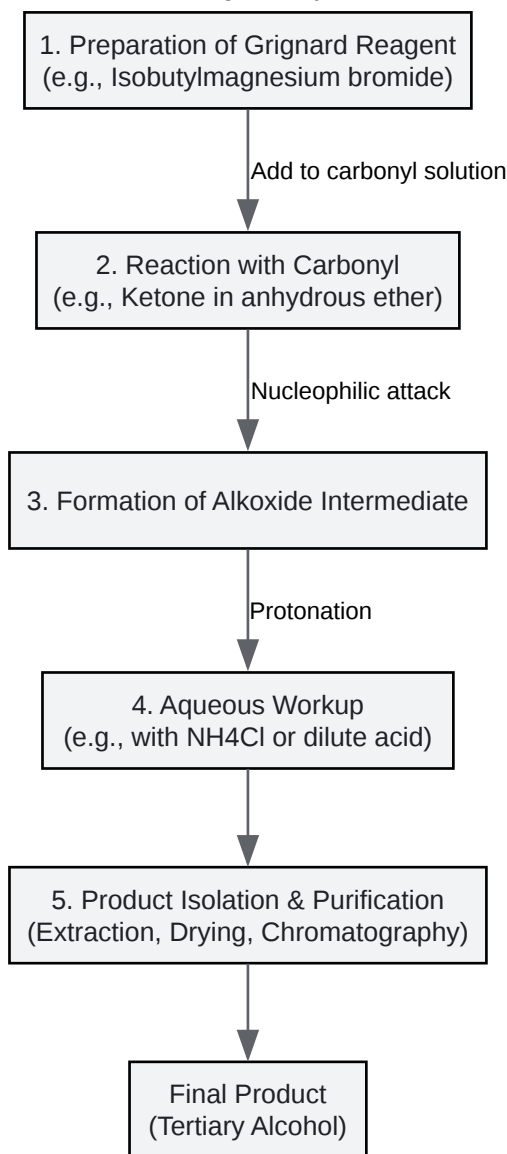 1. Preparation of Grignard Reagent
(e.g., Isobutylmagnesium bromide)
Add to carbonyl solution
2. Reaction with Carbonyl
(e.g., Ketone in anhydrous ether)
Nucleophilic attack
3. Formation of Alkoxide Intermediate
Protonation
4. Aqueous Workup
(e.g., with NH4Cl or dilute acid)
5. Product Isolation & Purification
(Extraction, Drying, Chromatography)
Final Product
(Tertiary Alcohol)